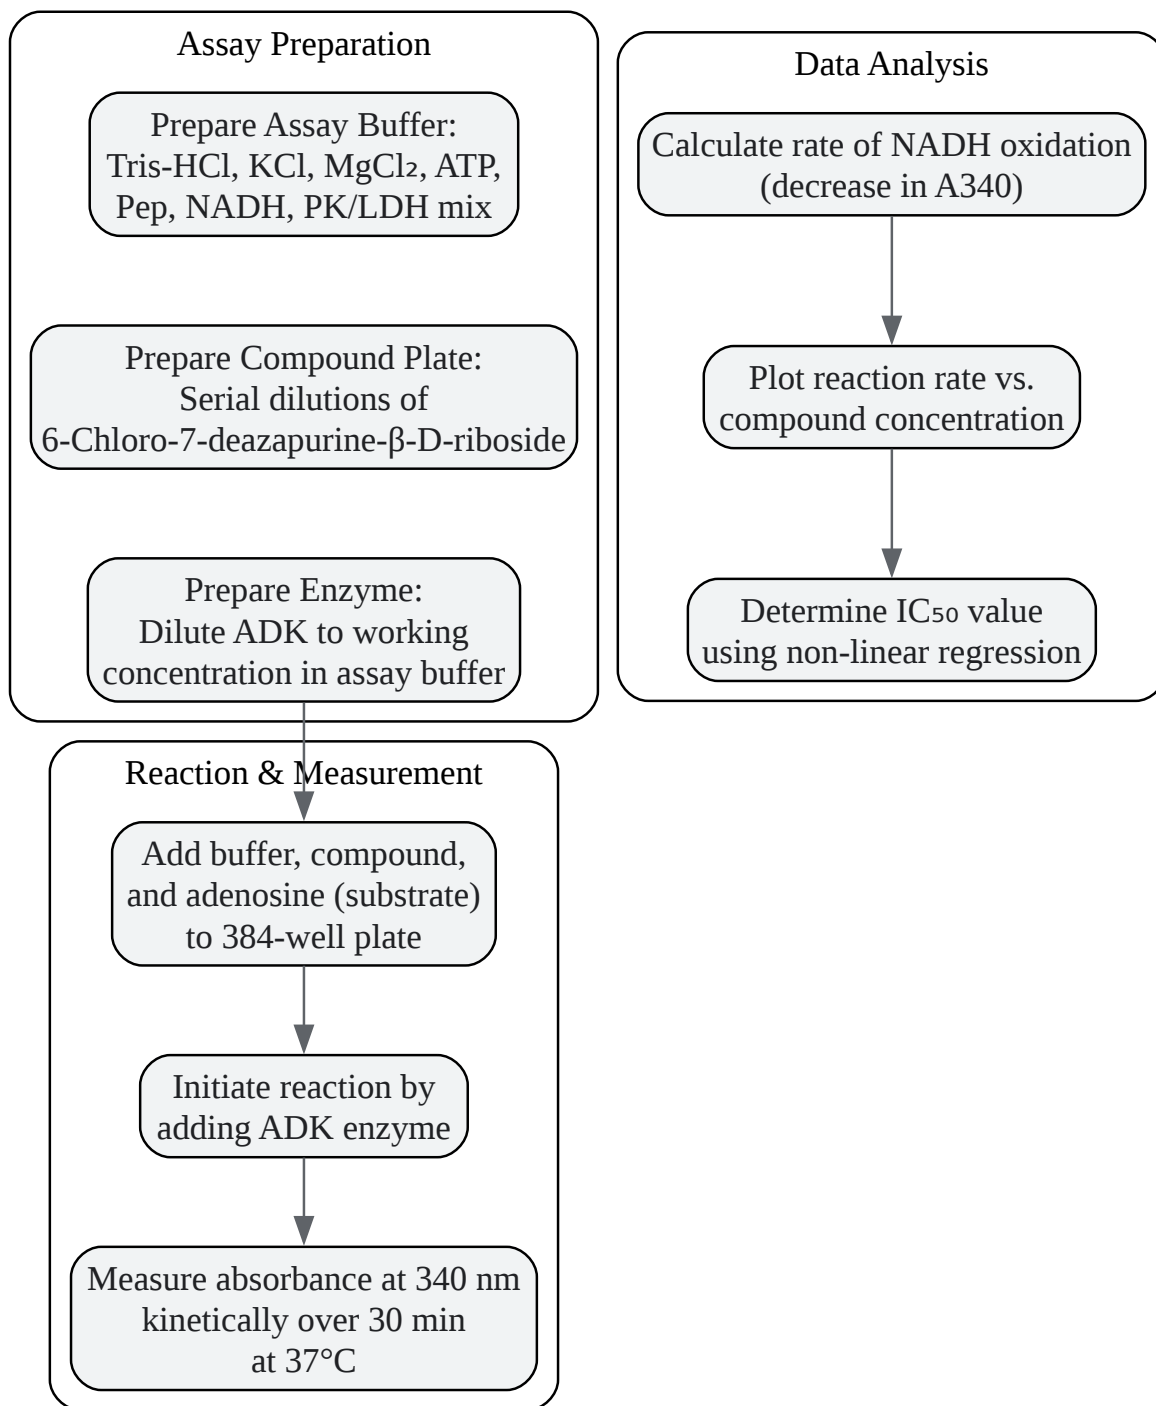 Assay Preparation
Prepare Assay Buffer:
Tris-HCl, KCl, MgCl₂, ATP,
Pep, NADH, PK/LDH mix
Prepare Compound Plate:
Serial dilutions of
6-Chloro-7-deazapurine-β-D-riboside
Prepare Enzyme:
Dilute ADK to working
concentration in assay buffer
Reaction & Measurement
Add buffer, compound,
and adenosine (substrate)
to 384-well plate
Initiate reaction by
adding ADK enzyme
Measure absorbance at 340 nm
kinetically over 30 min
at 37°C
Data Analysis
Calculate rate of NADH oxidation
(decrease in A340)
Plot reaction rate vs.
compound concentration
Determine IC₅₀ value
using non-linear regression